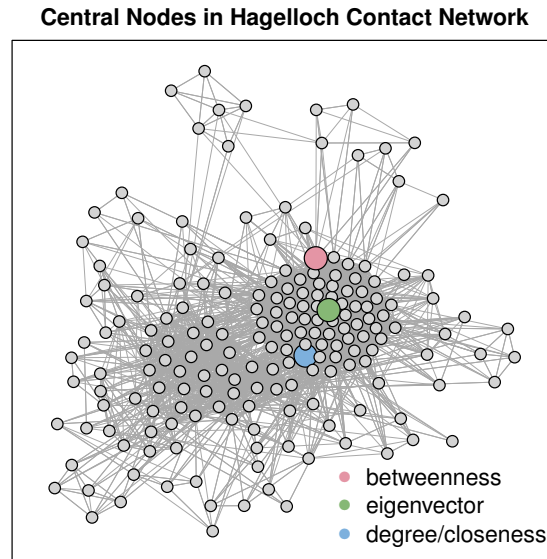 Central Nodes in Hagelloch Contact Network
betweenness
eigenvector
degree/closeness